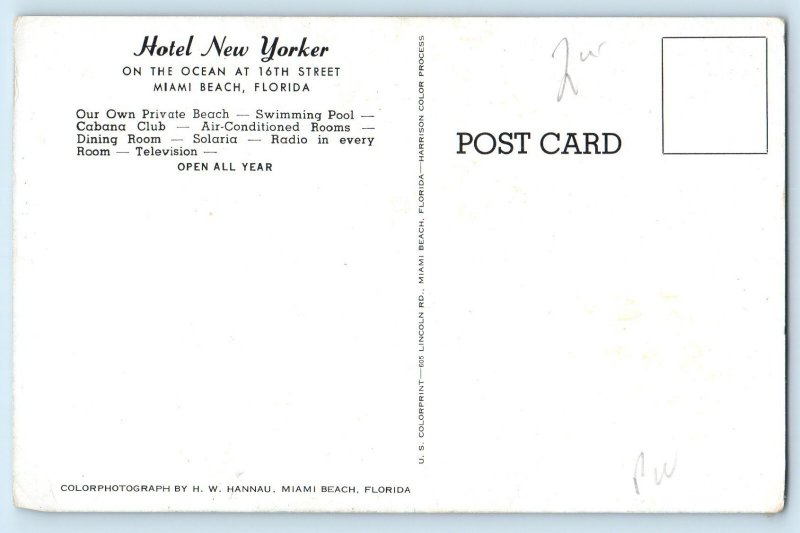 Hotel New Yorker
ON THE OCEAN AT 16TH STREET
MIAMI BEACH, FLORIDA
Our Own Private Beach — Swimming Pool —
Cabana Club — Air-Conditioned Rooms —
Dining Room — Solaria — Radio in every
Room — Television —
OPEN ALL YEAR
COLORPHOTOGRAPH BY H. W. HANNAU, MIAMI BEACH, FLORIDA
U. S. COLORPRINT—605 LINCOLN RD., MIAMI BEACH, FLORIDA—HARRISON COLOR PROCESS
POST CARD